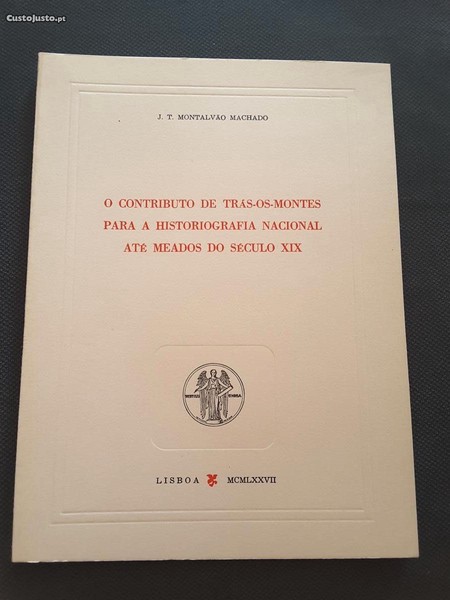 CustoJusto.pt
J. T. MONTALVÃO MACHADO
O CONTRIBUTO DE TRÁS-OS-MONTES
PARA A HISTORIOGRAFIA NACIONAL
ATÉ MEADOS DO SÉCULO XIX
LISBOA MCMLXXVII